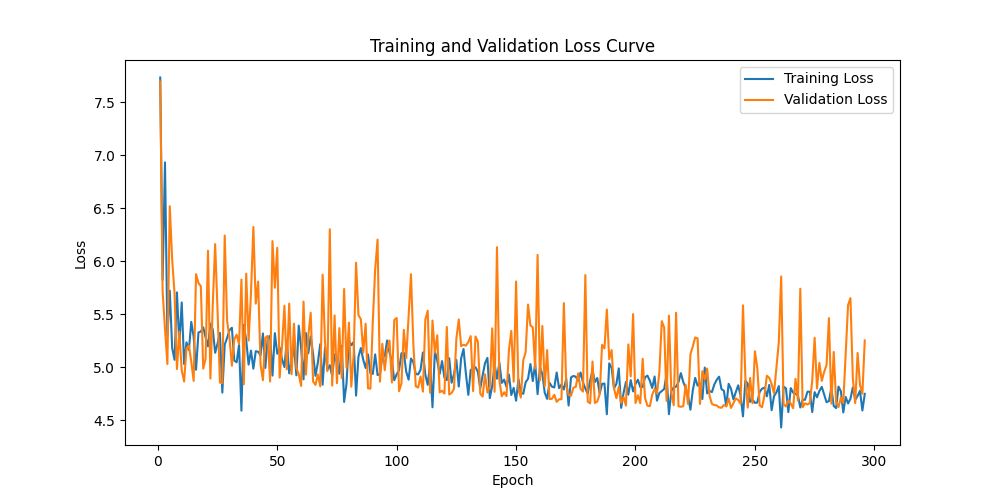 Training and Validation Loss Curve
Training Loss
Validation Loss
7.5
7.0
6.5
6.0
5.5
5.0
4.5
Loss
0 50 100 150 200 250 300
Epoch